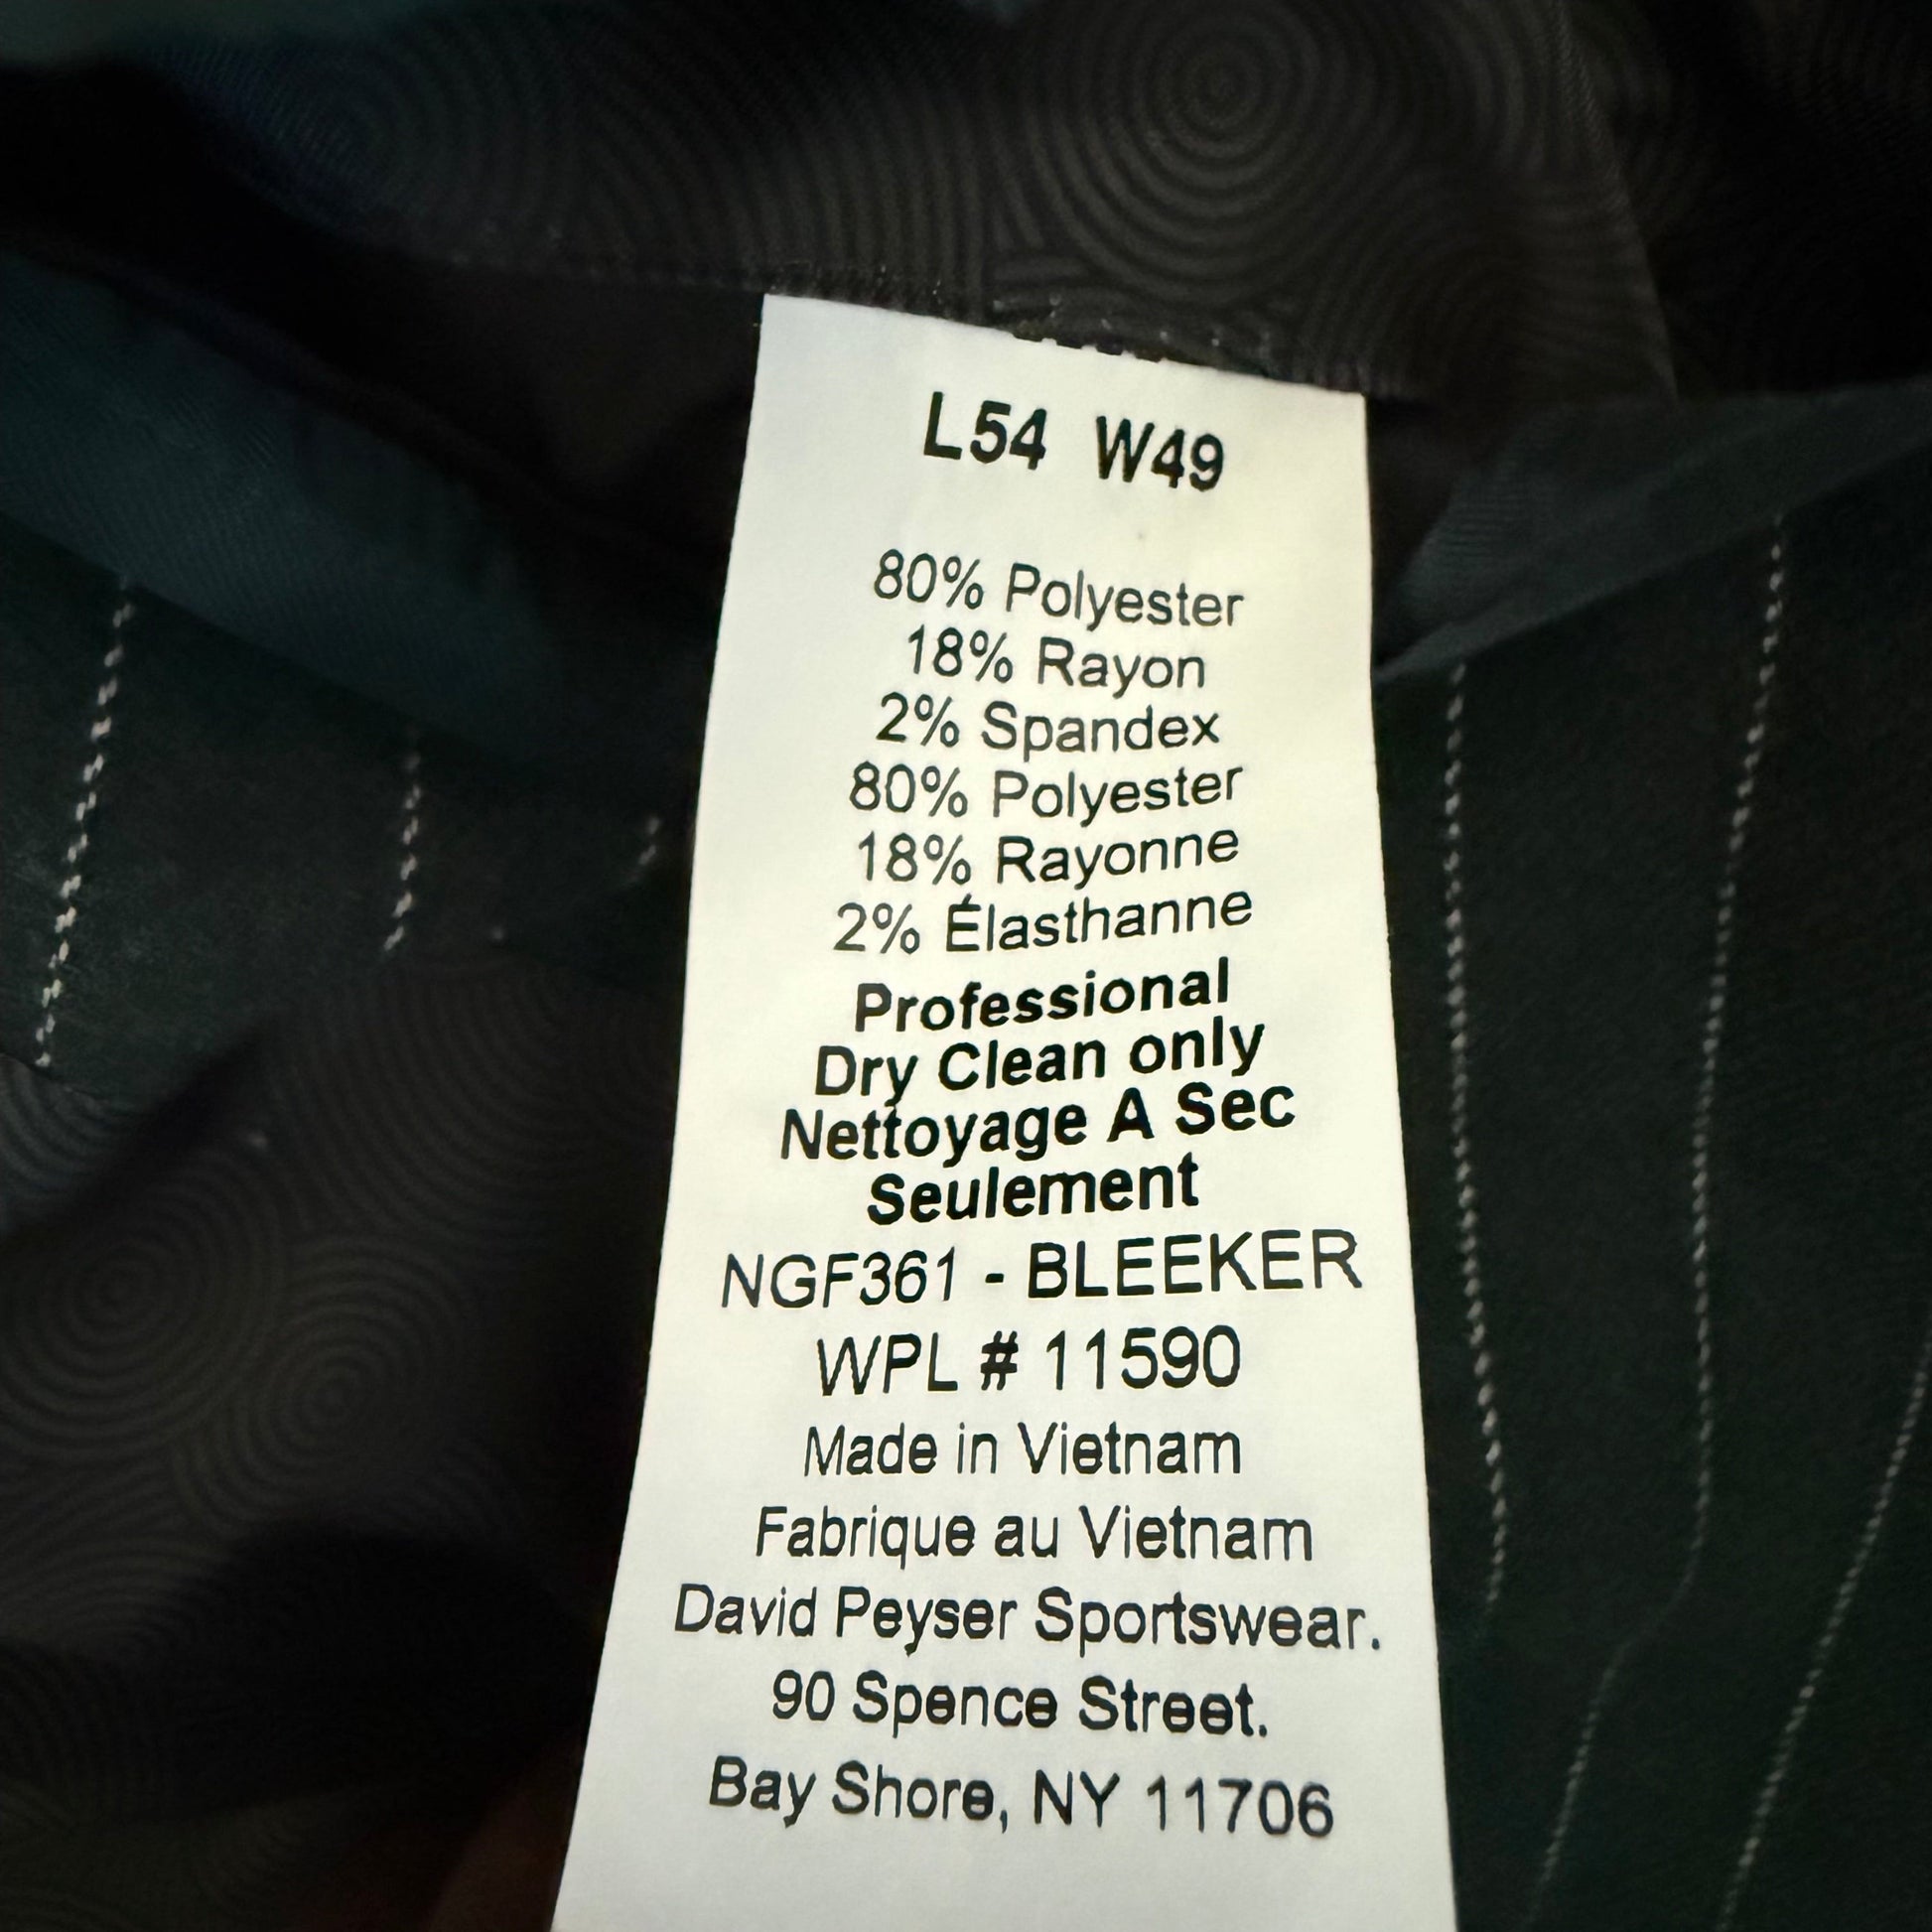 L54 W49
80% Polyester
18% Rayon
2% Spandex
80% Polyester
18% Rayonne
2% Élasthanne
Professional
Dry Clean only
Nettoyage A Sec
Seulement
NGF361 - BLEEKER
WPL # 11590
Made in Vietnam
Fabrique au Vietnam
David Peyser Sportswear.
90 Spence Street.
Bay Shore, NY 11706